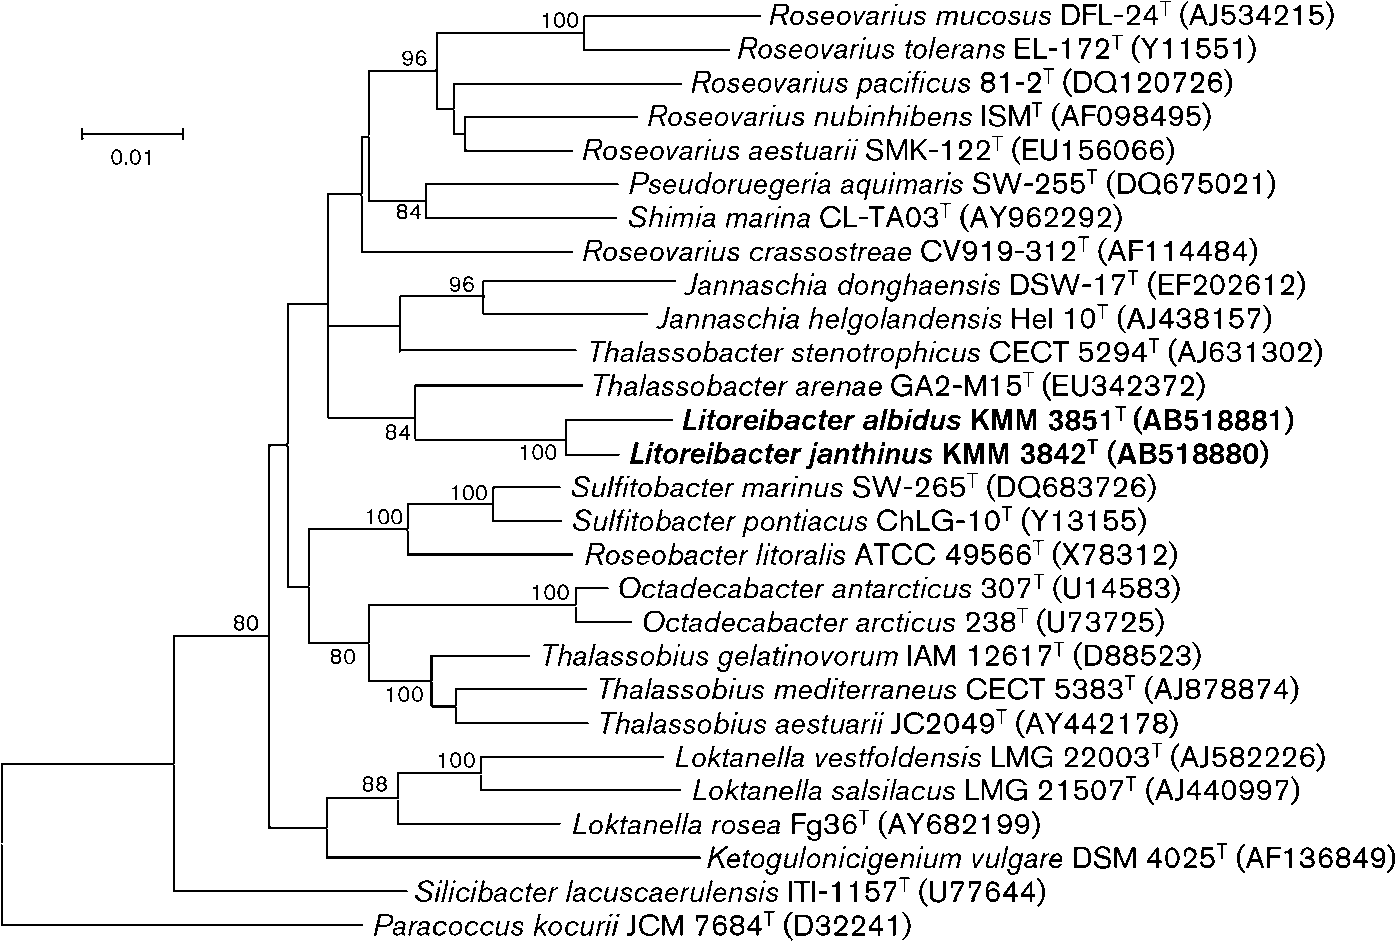 100 Roseovarius mucosus DFL-24ᵀ (AJ534215)
Roseovarius tolerans EL-172ᵀ (Y11551)
96
Roseovarius pacificus 81-2ᵀ (DQ120726)
Roseovarius nubinhibens ISMᵀ (AF098495)
0.01
Roseovarius aestuarii SMK-122ᵀ (EU156066)
Pseudoruegeria aquimaris SW-255ᵀ (DQ675021)
84
Shimia marina CL-TA03ᵀ (AY962292)
Roseovarius crassostreae CV919-312ᵀ (AF114484)
96 Jannaschia donghaensis DSW-17ᵀ (EF202612)
Jannaschia helgolandensis Hel 10ᵀ (AJ438157)
Thalassobacter stenotrophicus CECT 5294ᵀ (AJ631302)
Thalassobacter arenae GA2-M15ᵀ (EU342372)
Litoreibacter albidus KMM 3851ᵀ (AB518881)
84
100 Litoreibacter janthinus KMM 3842ᵀ (AB518880)
100 Sulfitobacter marinus SW-265ᵀ (DQ683726)
100 Sulfitobacter pontiacus ChLG-10ᵀ (Y13155)
Roseobacter litoralis ATCC 49566ᵀ (X78312)
100 Octadecabacter antarcticus 307ᵀ (U14583)
Octadecabacter arcticus 238ᵀ (U73725)
80
80 Thalassobius gelatinovorum IAM 12617ᵀ (D88523)
100 Thalassobius mediterraneus CECT 5383ᵀ (AJ878874)
Thalassobius aestuarii JC2049ᵀ (AY442178)
100 Loktanella vestfoldensis LMG 22003ᵀ (AJ582226)
88 Loktanella salsilacus LMG 21507ᵀ (AJ440997)
Loktanella rosea Fg36ᵀ (AY682199)
Ketogulonicigenium vulgare DSM 4025ᵀ (AF136849)
Silicibacter lacuscaerulensis ITI-1157ᵀ (U77644)
Paracoccus kocurii JCM 7684ᵀ (D32241)